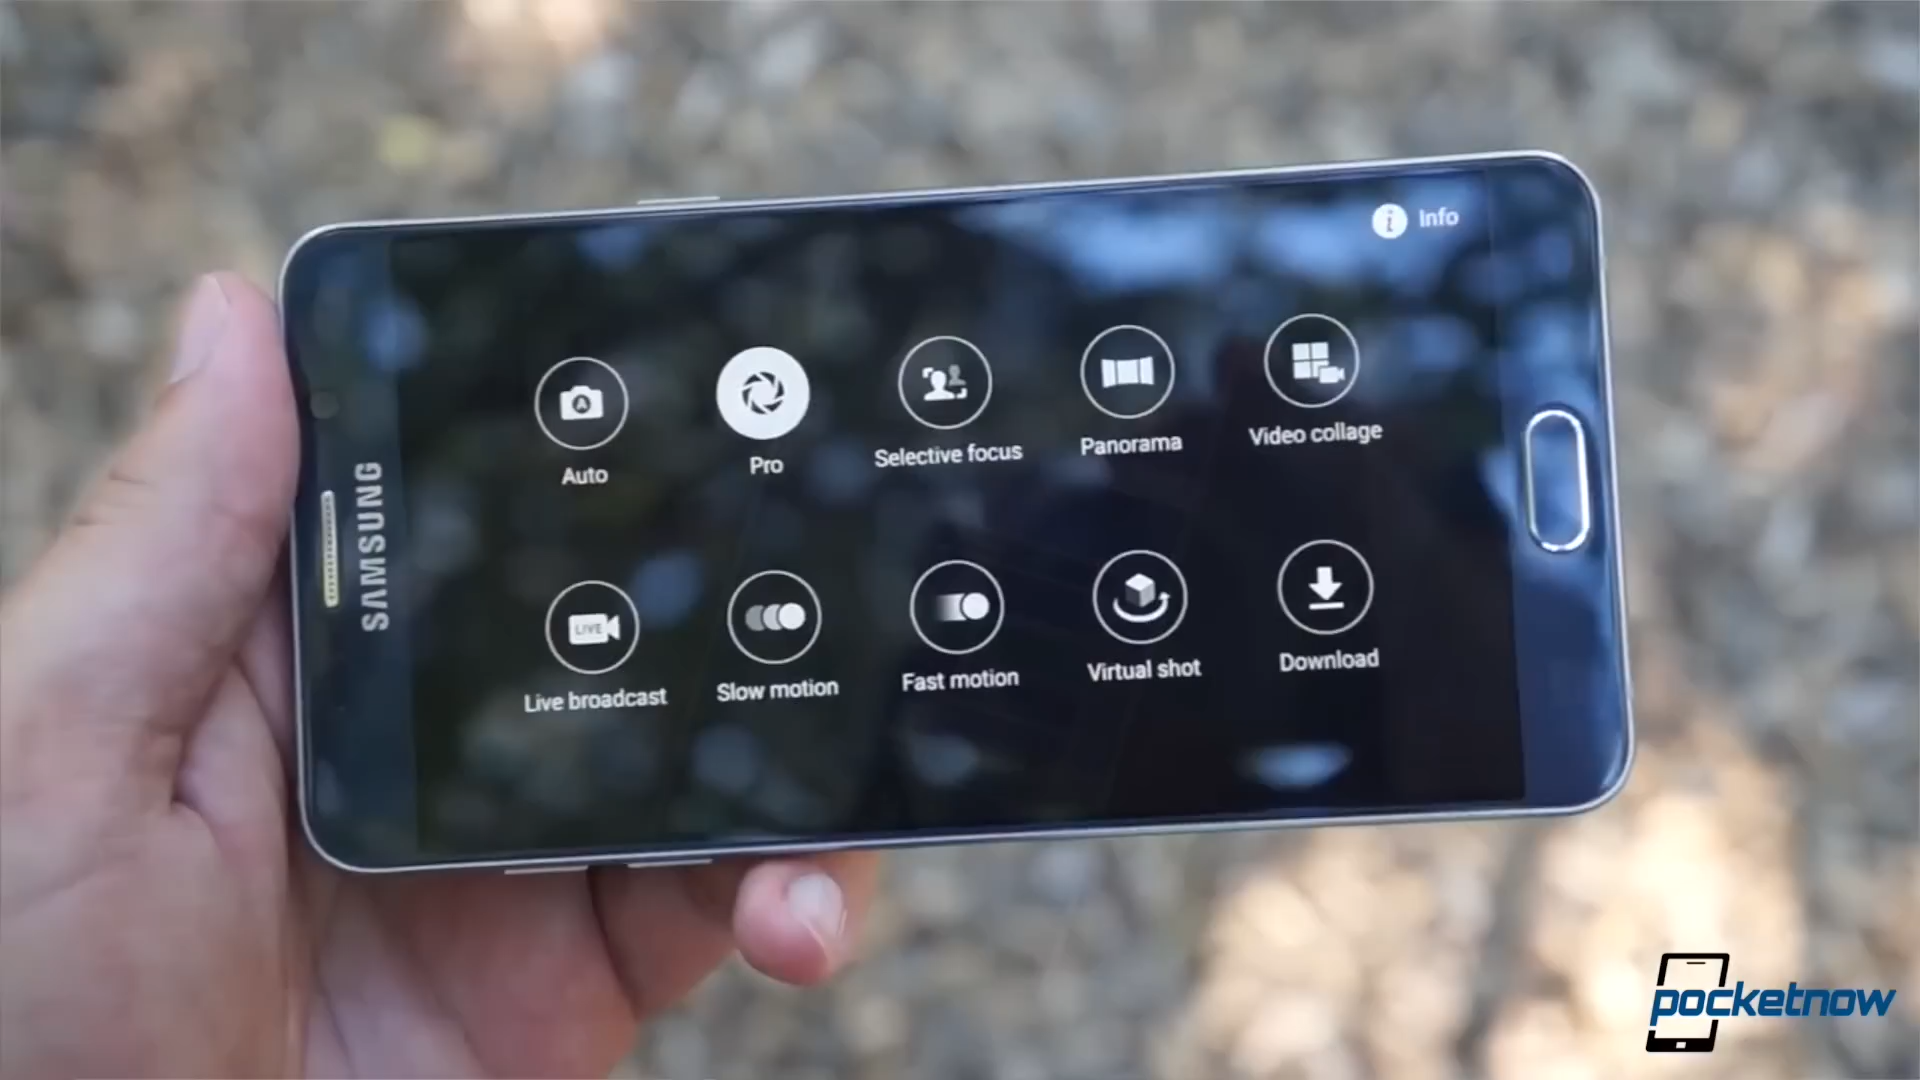 Info
Auto
Pro
Selective focus
Panorama
Video collage
LIVE
Live broadcast
Slow motion
Fast motion
Virtual shot
Download
SAMSUNG
pocketnow